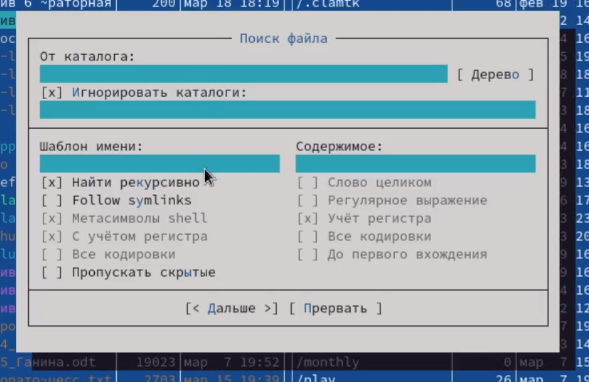 ив 6 ~раторная 200 мар 18 18:19 /.clamtk 68 фев 19
Поиск файла
От каталога:
[ Дерево ]
[x] Игнорировать каталоги:
Шаблон имени: Содержимое:
[x] Найти рекурсивно [ ] Слово целиком
[ ] Follow symlinks [ ] Регулярное выражение
[x] Метасимволы shell [x] Учёт регистра
[x] С учётом регистра [ ] Все кодировки
[ ] Все кодировки [ ] До первого вхождения
[ ] Пропускать скрытые
[< Дальше >] [ Прервать ]
5_Ганина.odt 19023 мар 7 19:52 /monthly 0 мар 7
2703 мар 15 19:39 /play 26 мар 7